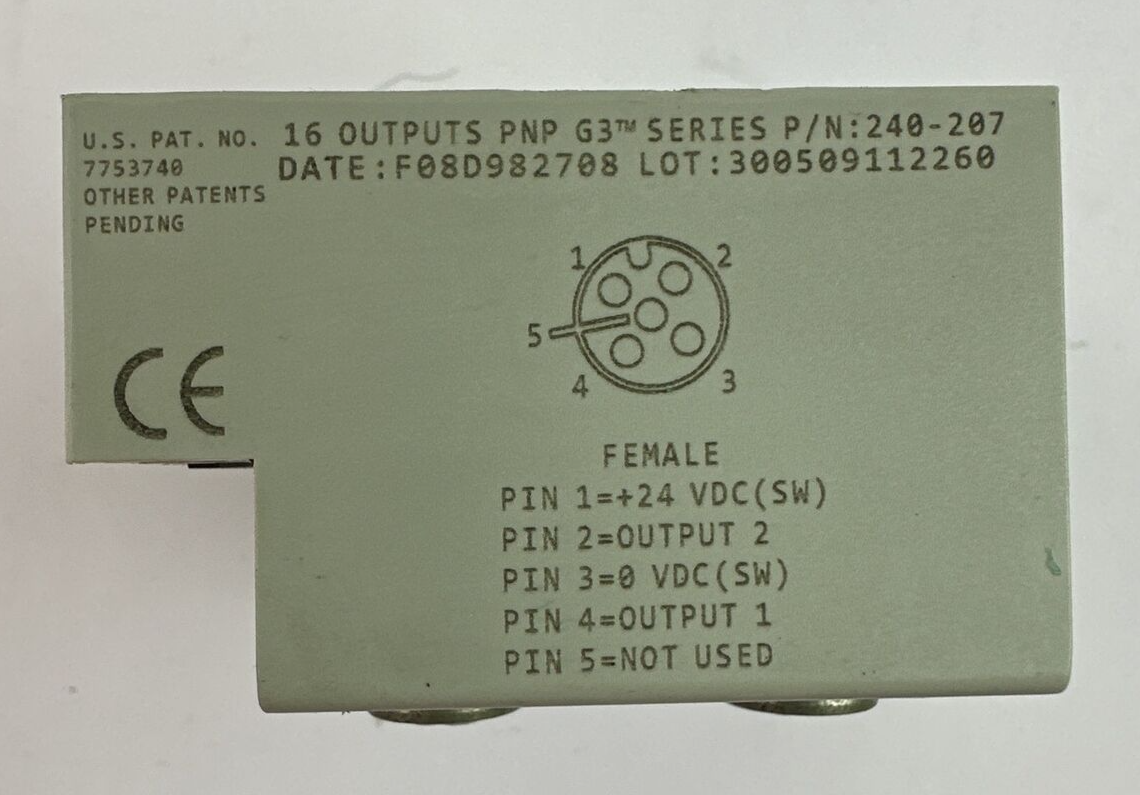 U.S. PAT. NO.
7753740
OTHER PATENTS
PENDING
16 OUTPUTS PNP G3™ SERIES P/N:240-207
DATE:F08D982708 LOT:300509112260
1
2
5
4
3
CE
FEMALE
PIN 1=+24 VDC(SW)
PIN 2=OUTPUT 2
PIN 3=0 VDC(SW)
PIN 4=OUTPUT 1
PIN 5=NOT USED